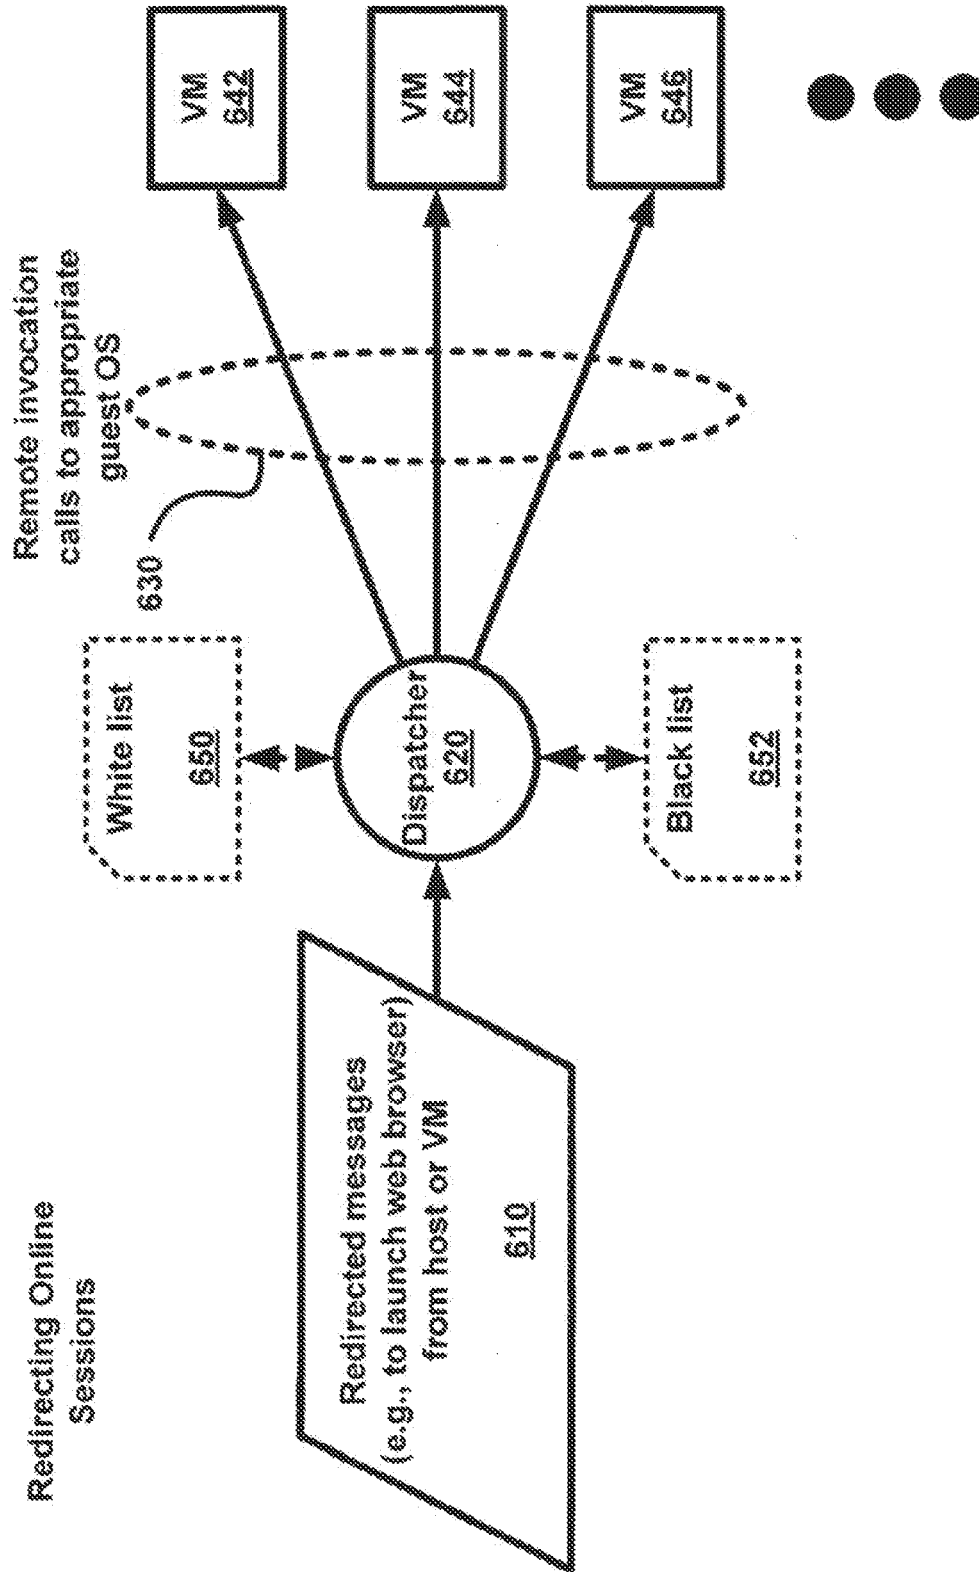 Redirecting Online
Sessions
Redirected messages
(e.g., to launch web browser)
from host or VM
610
White list
650
Dispatcher
620
Black list
652
Remote invocation
calls to appropriate
guest OS
630
VM
642
VM
644
VM
646